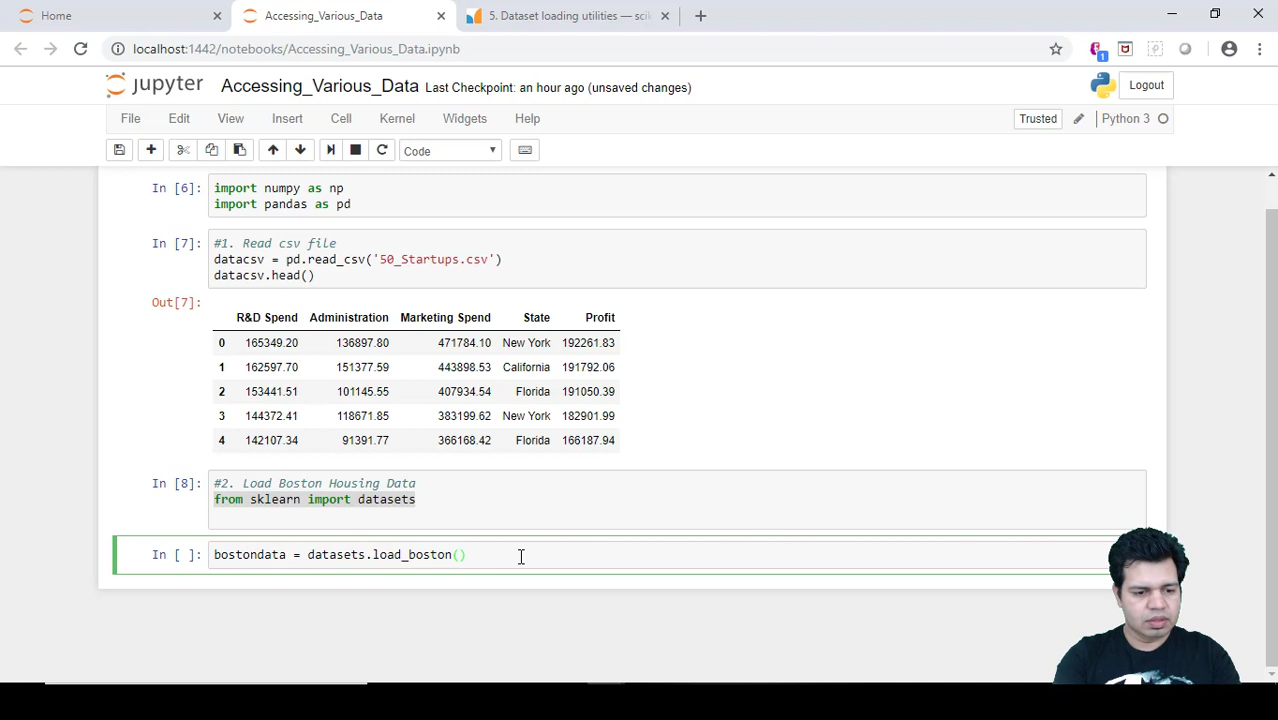 Home
Accessing_Various_Data
5. Dataset loading utilities — scik
localhost:1442/notebooks/Accessing_Various_Data.ipynb
1
jupyter Accessing_Various_Data Last Checkpoint: an hour ago (unsaved changes)
Logout
File Edit View Insert Cell Kernel Widgets Help
Trusted Python 3
Code
In [6]: import numpy as np
import pandas as pd
In [7]: #1. Read csv file
datacsv = pd.read_csv('50_Startups.csv')
datacsv.head()
Out[7]:
R&D Spend Administration Marketing Spend State Profit
0 165349.20 136897.80 471784.10 New York 192261.83
1 162597.70 151377.59 443898.53 California 191792.06
2 153441.51 101145.55 407934.54 Florida 191050.39
3 144372.41 118671.85 383199.62 New York 182901.99
4 142107.34 91391.77 366168.42 Florida 166187.94
In [8]: #2. Load Boston Housing Data
from sklearn import datasets
In [ ]: bostondata = datasets.load_boston()